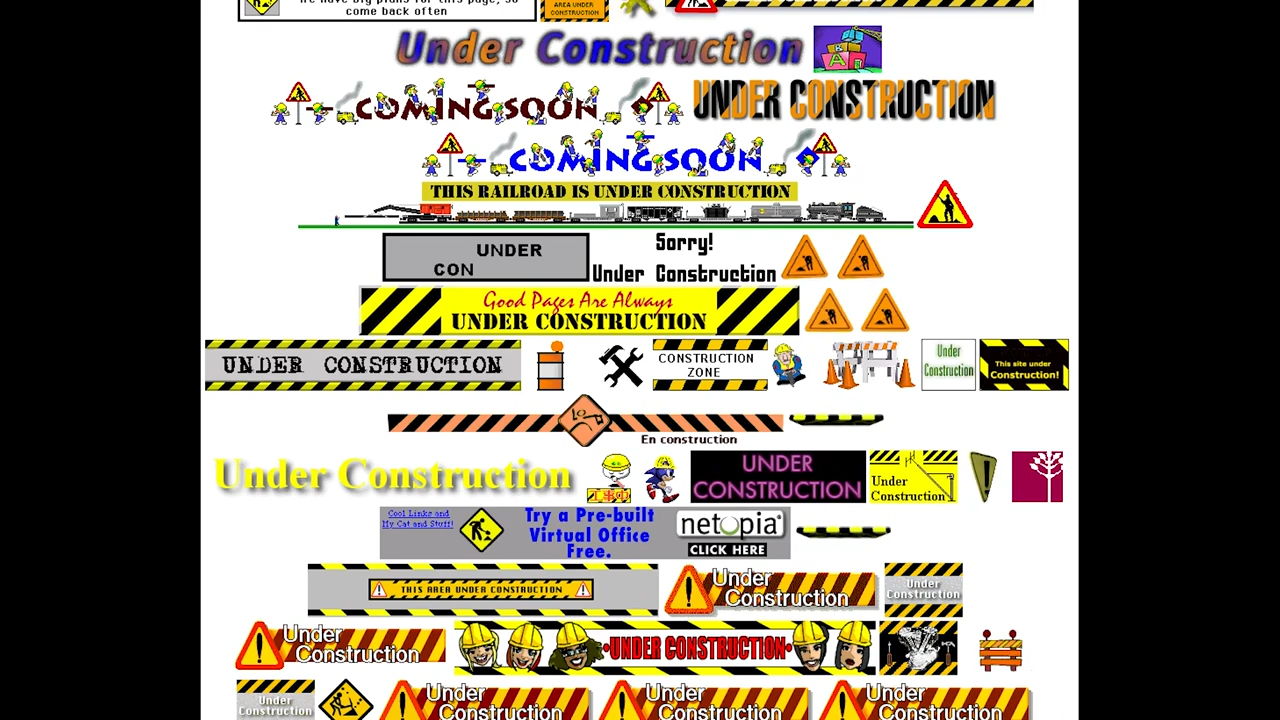 We have big plans for this page, so
come back often
AREA UNDER
CONSTRUCTION
Under Construction
A
COMING SOON
UNDER CONSTRUCTION
COMING SOON
THIS RAILROAD IS UNDER CONSTRUCTION
UNDER
CON
Sorry!
Under Construction
Good Pages Are Always
UNDER CONSTRUCTION
UNDER CONSTRUCTION
CONSTRUCTION
ZONE
Under
Construction
This site under
Construction!
En construction
Under Construction
UNDER
CONSTRUCTION
Under
Construction
Cool Links and
My Cat and Stuff!
Try a Pre-built
Virtual Office
Free.
netopia
CLICK HERE
THIS AREA UNDER CONSTRUCTION
Under
Construction
Under
Construction
Under
Construction
UNDER CONSTRUCTION
Under
Construction
Under
Construction
Under
Construction
Under
Construction